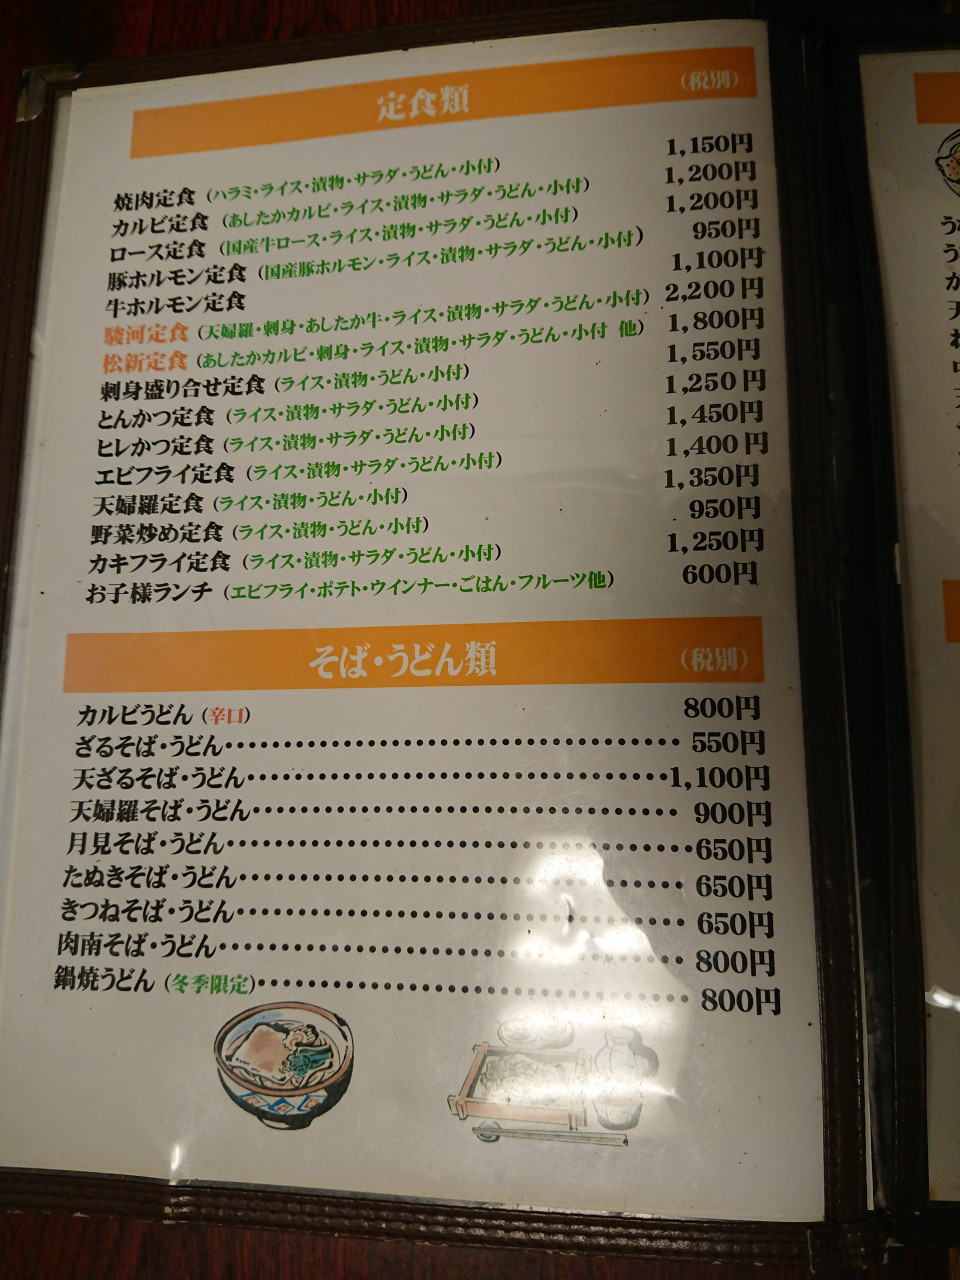 定食類 (税別)
焼肉定食 (ハラミ・ライス・漬物・サラダ・うどん・小付) 1,150円
カルビ定食 (あしたかカルビ・ライス・漬物・サラダ・うどん・小付) 1,200円
ロース定食 (国産牛ロース・ライス・漬物・サラダ・うどん・小付) 1,200円
豚ホルモン定食 (国産豚ホルモン・ライス・漬物・サラダ・うどん・小付) 950円
牛ホルモン定食 1,100円
駿河定食 (天婦羅・刺身・あしたか牛・ライス・漬物・サラダ・うどん・小付) 2,200円
松新定食 (あしたかカルビ・刺身・ライス・漬物・サラダ・うどん・小付 他) 1,800円
刺身盛り合せ定食 (ライス・漬物・うどん・小付) 1,550円
とんかつ定食 (ライス・漬物・サラダ・うどん・小付) 1,250円
ヒレかつ定食 (ライス・漬物・サラダ・うどん・小付) 1,450円
エビフライ定食 (ライス・漬物・サラダ・うどん・小付) 1,400円
天婦羅定食 (ライス・漬物・うどん・小付) 1,350円
野菜炒め定食 (ライス・漬物・うどん・小付) 950円
カキフライ定食 (ライス・漬物・サラダ・うどん・小付) 1,250円
お子様ランチ (エビフライ・ポテト・ウインナー・ごはん・フルーツ他) 600円
そば・うどん類 (税別)
カルビうどん (辛口) 800円
ざるそば・うどん 550円
天ざるそば・うどん 1,100円
天婦羅そば・うどん 900円
月見そば・うどん 650円
たぬきそば・うどん 650円
きつねそば・うどん 650円
肉南そば・うどん 800円
鍋焼うどん (冬季限定) 800円